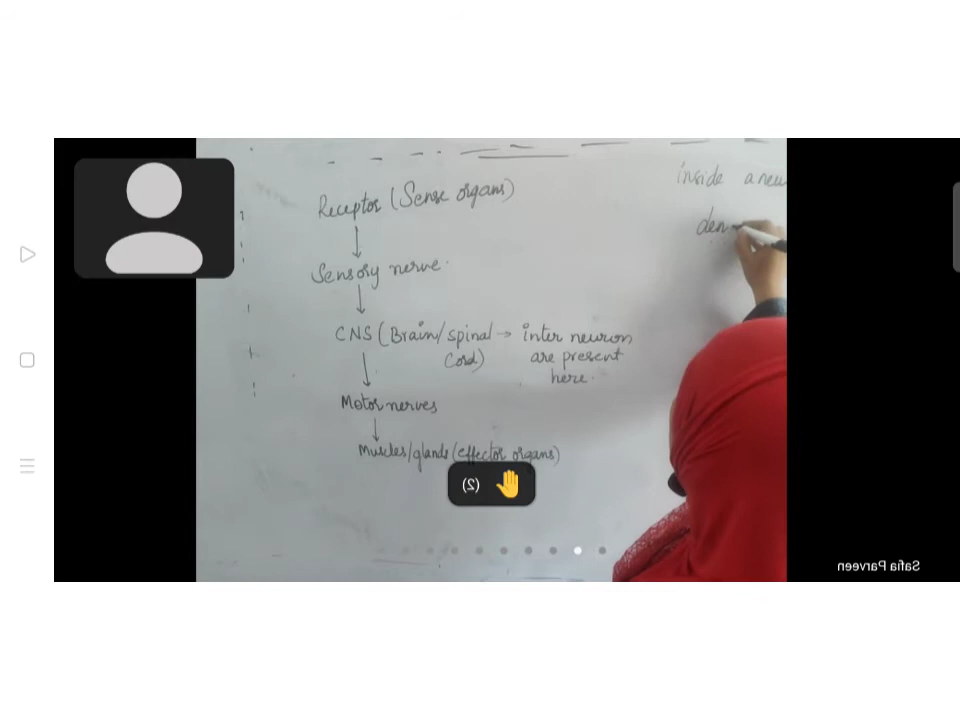 Receptor (Sense organs)
Sensory nerve.
CNS (Brain/spinal → inter neuron
cord) are present
here.
Motor nerves
Muscles/glands (effector organs)
inside a neu
den
(2)
Safia Parveen